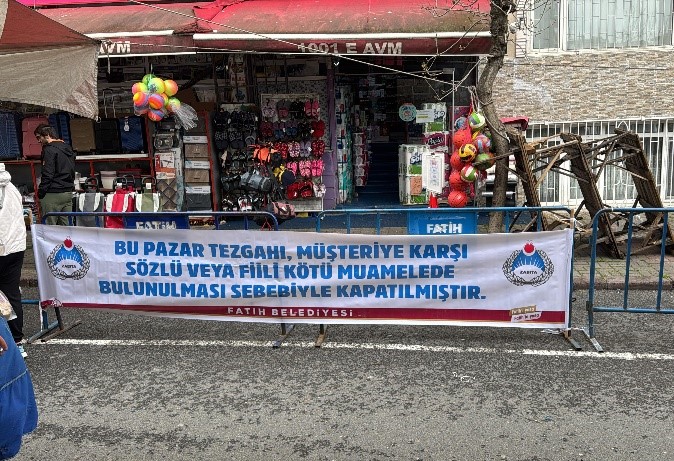 AVM
1001 E AVM
FATİH
FATİH
FATİH
BU PAZAR TEZGAHI, MÜŞTERİYE KARŞI
SÖZLÜ VEYA FİİLİ KÖTÜ MUAMELEDE
BULUNULMASI SEBEBİYLE KAPATILMIŞTIR.
FATİH BELEDİYESİ
ZABITA
ZABITA